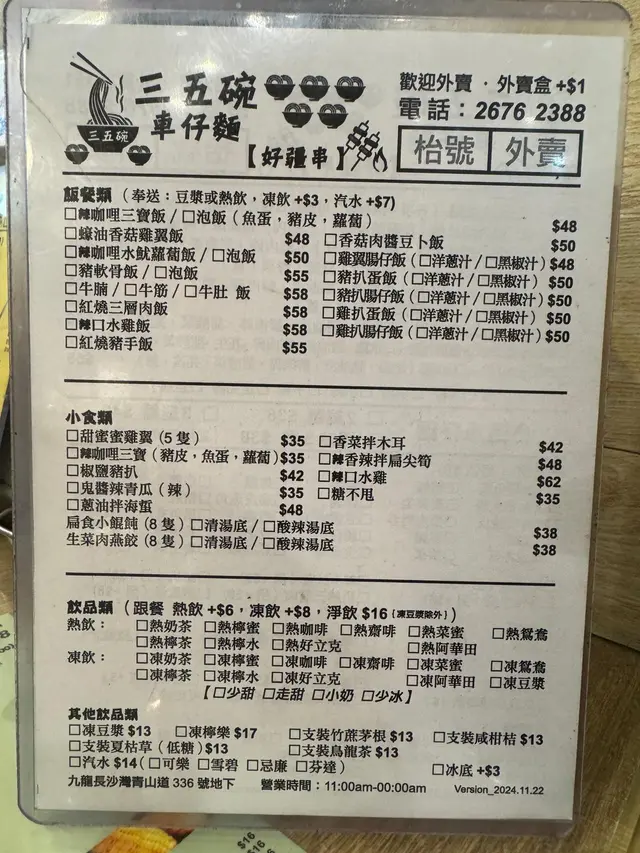 三五碗
車仔麵
三五碗
【好疆串】
歡迎外賣 · 外賣盒 +$1
電話：2676 2388
枱號 外賣
飯餐類 (奉送：豆漿或熱飲，凍飲 +$3，汽水 +$7)
□辣咖哩三寶飯 / □泡飯 (魚蛋，豬皮，蘿蔔) $48
□蠔油香菇雞翼飯 $48 □香菇肉醬豆卜飯 $50
□辣咖哩水魷蘿蔔飯 / □泡飯 $50 □雞翼腸仔飯 (□洋蔥汁 / □黑椒汁) $48
□豬軟骨飯 / □泡飯 $55 □豬扒蛋飯 (□洋蔥汁 / □黑椒汁) $50
□牛腩 / □牛筋 / □牛肚 飯 $58 □豬扒腸仔飯 (□洋蔥汁 / □黑椒汁) $50
□紅燒三層肉飯 $58 □雞扒蛋飯 (□洋蔥汁 / □黑椒汁) $50
□辣口水雞飯 $58 □雞扒腸仔飯 (□洋蔥汁 / □黑椒汁) $50
□紅燒豬手飯 $55
小食類
□甜蜜蜜雞翼 (5 隻) $35 □香菜拌木耳 $42
□辣咖哩三寶 (豬皮，魚蛋，蘿蔔) $35 □辣香辣拌扁尖筍 $48
□椒鹽豬扒 $42 □辣口水雞 $62
□鬼醬辣青瓜 (辣) $35 □糖不甩 $35
□蔥油拌海蜇 $48
扁食小餛飩 (8 隻) □清湯底 / □酸辣湯底 $38
生菜肉燕餃 (8 隻) □清湯底 / □酸辣湯底 $38
飲品類 (跟餐 熱飲 +$6，凍飲 +$8，淨飲 $16 {凍豆漿除外})
熱飲： □熱奶茶 □熱檸蜜 □熱咖啡 □熱齋啡 □熱菜蜜 □熱鴛鴦
□熱檸茶 □熱檸水 □熱好立克 □熱阿華田
凍飲： □凍奶茶 □凍檸蜜 □凍咖啡 □凍齋啡 □凍菜蜜 □凍鴛鴦
□凍檸茶 □凍檸水 □凍好立克 □凍阿華田 □凍豆漿
【□少甜 □走甜 □小奶 □少冰】
其他飲品類
□凍豆漿 $13 □凍檸樂 $17 □支裝竹蔗茅根 $13 □支裝咸柑桔 $13
□支裝夏枯草 (低糖) $13 □支裝烏龍茶 $13
□汽水 $14 (□可樂 □雪碧 □忌廉 □芬達) □冰底 +$3
九龍長沙灣青山道 336 號地下 營業時間：11:00am-00:00am Version_2024.11.22
$16
$16